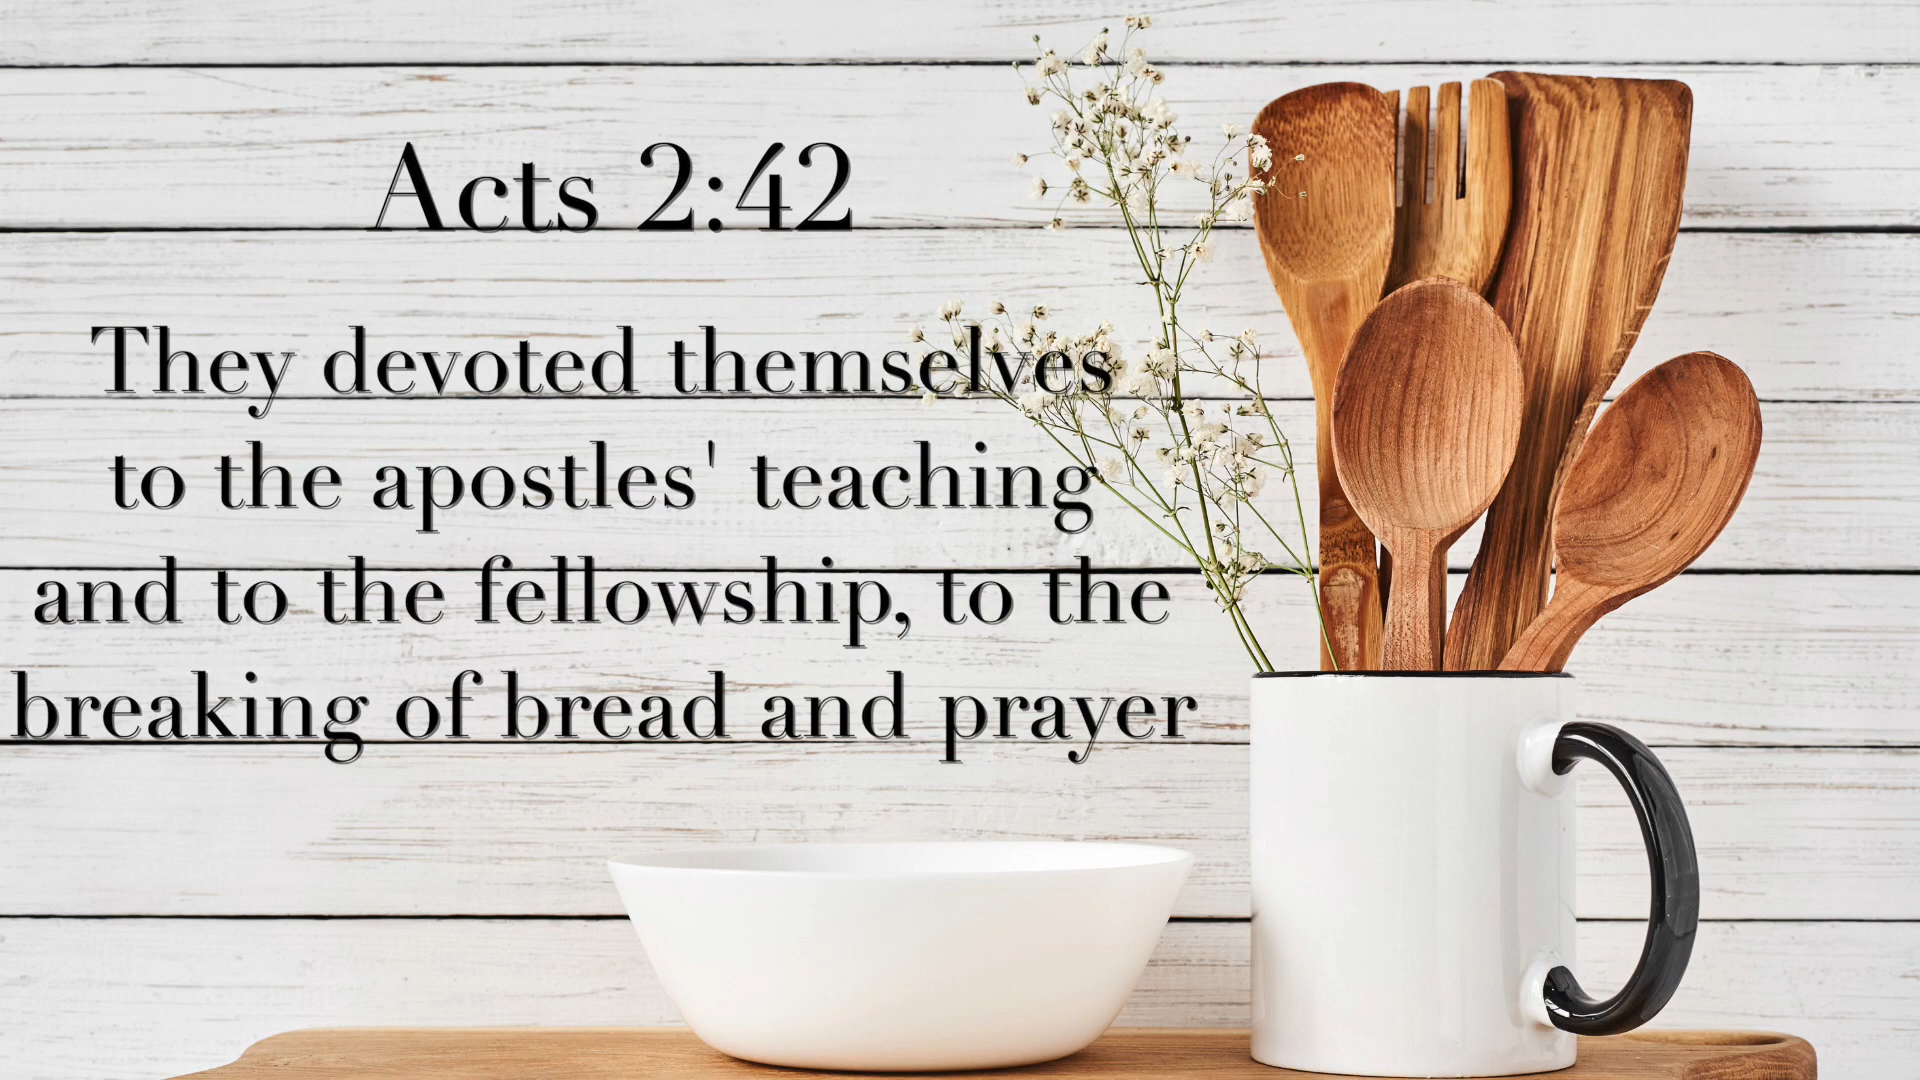 Acts 2:42
They devoted themselves
to the apostles' teaching
and to the fellowship, to the
breaking of bread and prayer